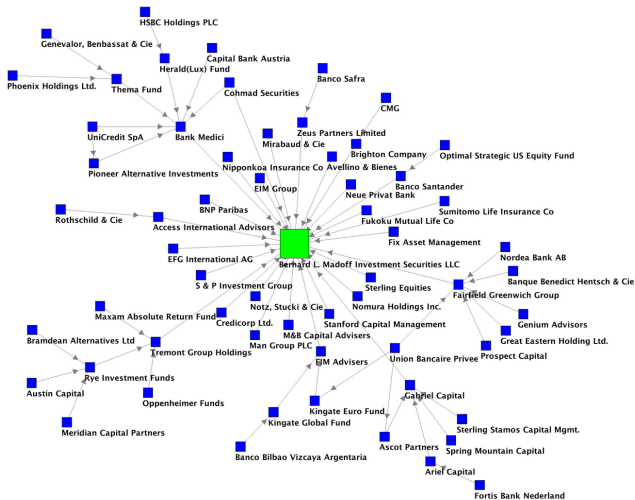 HSBC Holdings PLC
Genevalor, Benbassat & Cie
Herald(Lux) Fund
Capital Bank Austria
Phoenix Holdings Ltd.
Thema Fund
Cohmad Securities
Banco Safra
CMG
UniCredit SpA
Bank Medici
Zeus Partners Limited
Mirabaud & Cie
Brighton Company
Optimal Strategic US Equity Fund
Pioneer Alternative Investments
Nipponkoa Insurance Co
Avellino & Bienes
EIM Group
Neue Privat Bank
Banco Santander
BNP Paribas
Sumitomo Life Insurance Co
Rothschild & Cie
Access International Advisors
Fukoku Mutual Life Co
Fix Asset Management
EFG International AG
Bernard L. Madoff Investment Securities LLC
Nordea Bank AB
S & P Investment Group
Sterling Equities
Banque Benedict Hentsch & Cie
Fairfield Greenwich Group
Notz, Stucki & Cie
Nomura Holdings Inc.
Maxam Absolute Return Fund
Credicorp Ltd.
Stanford Capital Management
Genium Advisors
M&B Capital Advisors
Bramdean Alternatives Ltd
Great Eastern Holding Ltd.
Man Group PLC
Tremont Group Holdings
Prospect Capital
FIM Advisers
Union Bancaire Privee
Rye Investment Funds
Austin Capital
Oppenheimer Funds
Gabriel Capital
Kingate Euro Fund
Kingate Global Fund
Sterling Stamos Capital Mgmt.
Meridian Capital Partners
Ascot Partners
Spring Mountain Capital
Banco Bilbao Vizcaya Argentaria
Ariel Capital
Fortis Bank Nederland